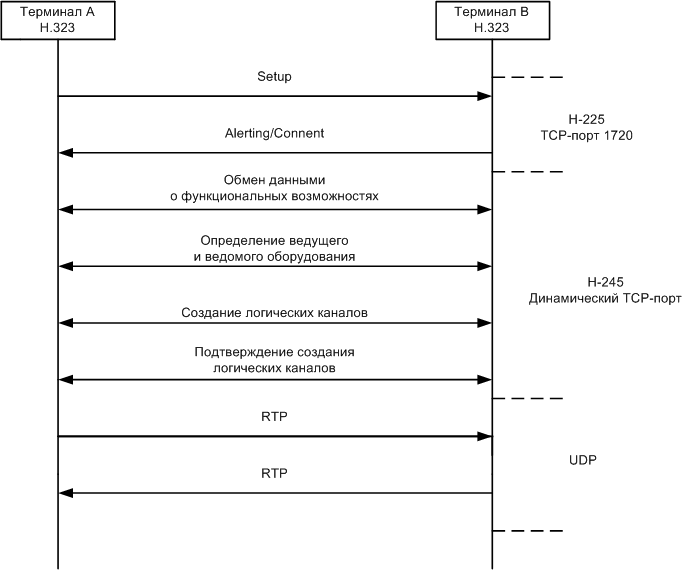 Терминал А
H.323
Терминал B
H.323
Setup
H-225
TCP-порт 1720
Alerting/Connent
Обмен данными
о функциональных возможностях
Определение ведущего
и ведомого оборудования
H-245
Динамический TCP-порт
Создание логических каналов
Подтверждение создания
логических каналов
RTP
UDP
RTP